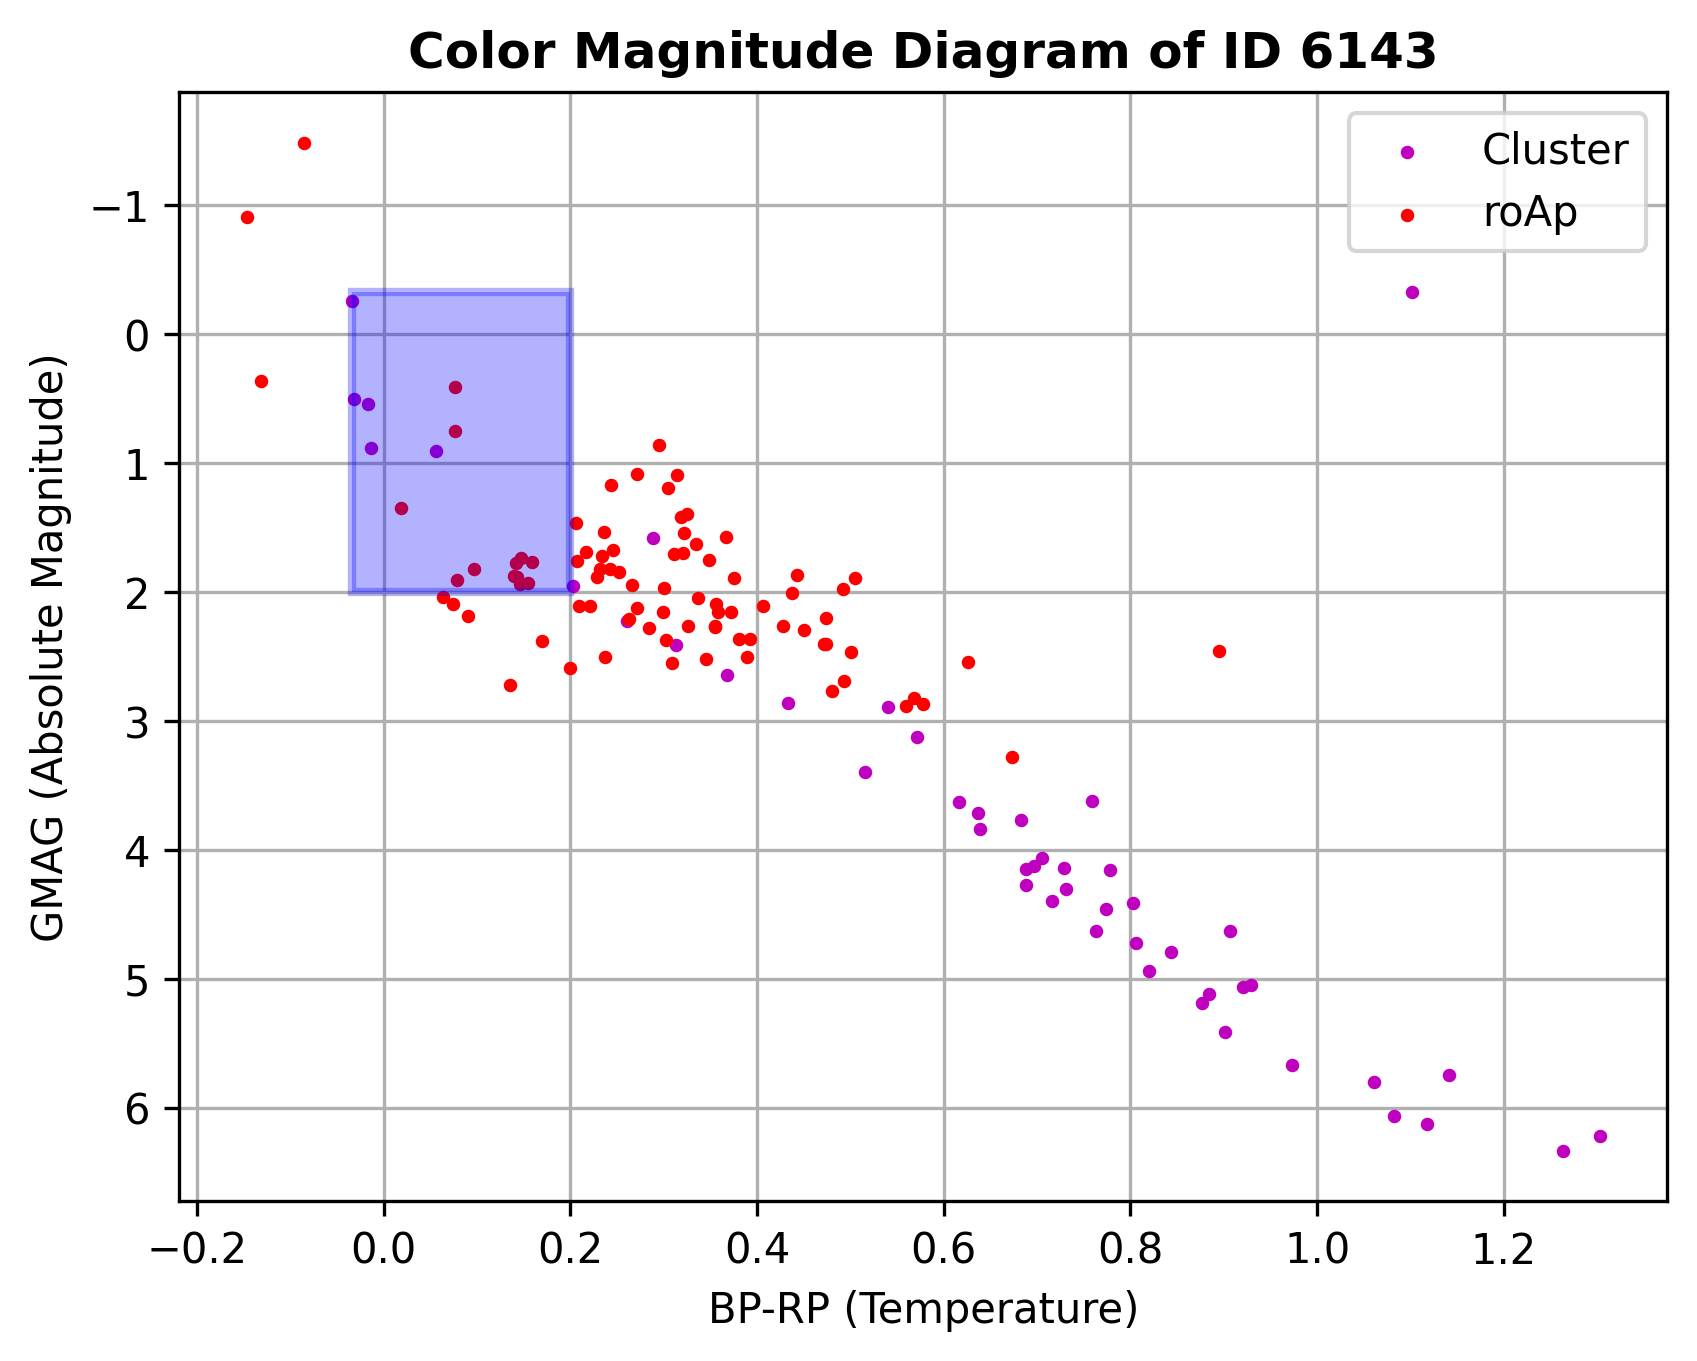 Color Magnitude Diagram of ID 6143
Cluster
roAp
−1
0
1
2
3
4
5
6
GMAG (Absolute Magnitude)
−0.2 0.0 0.2 0.4 0.6 0.8 1.0 1.2
BP-RP (Temperature)